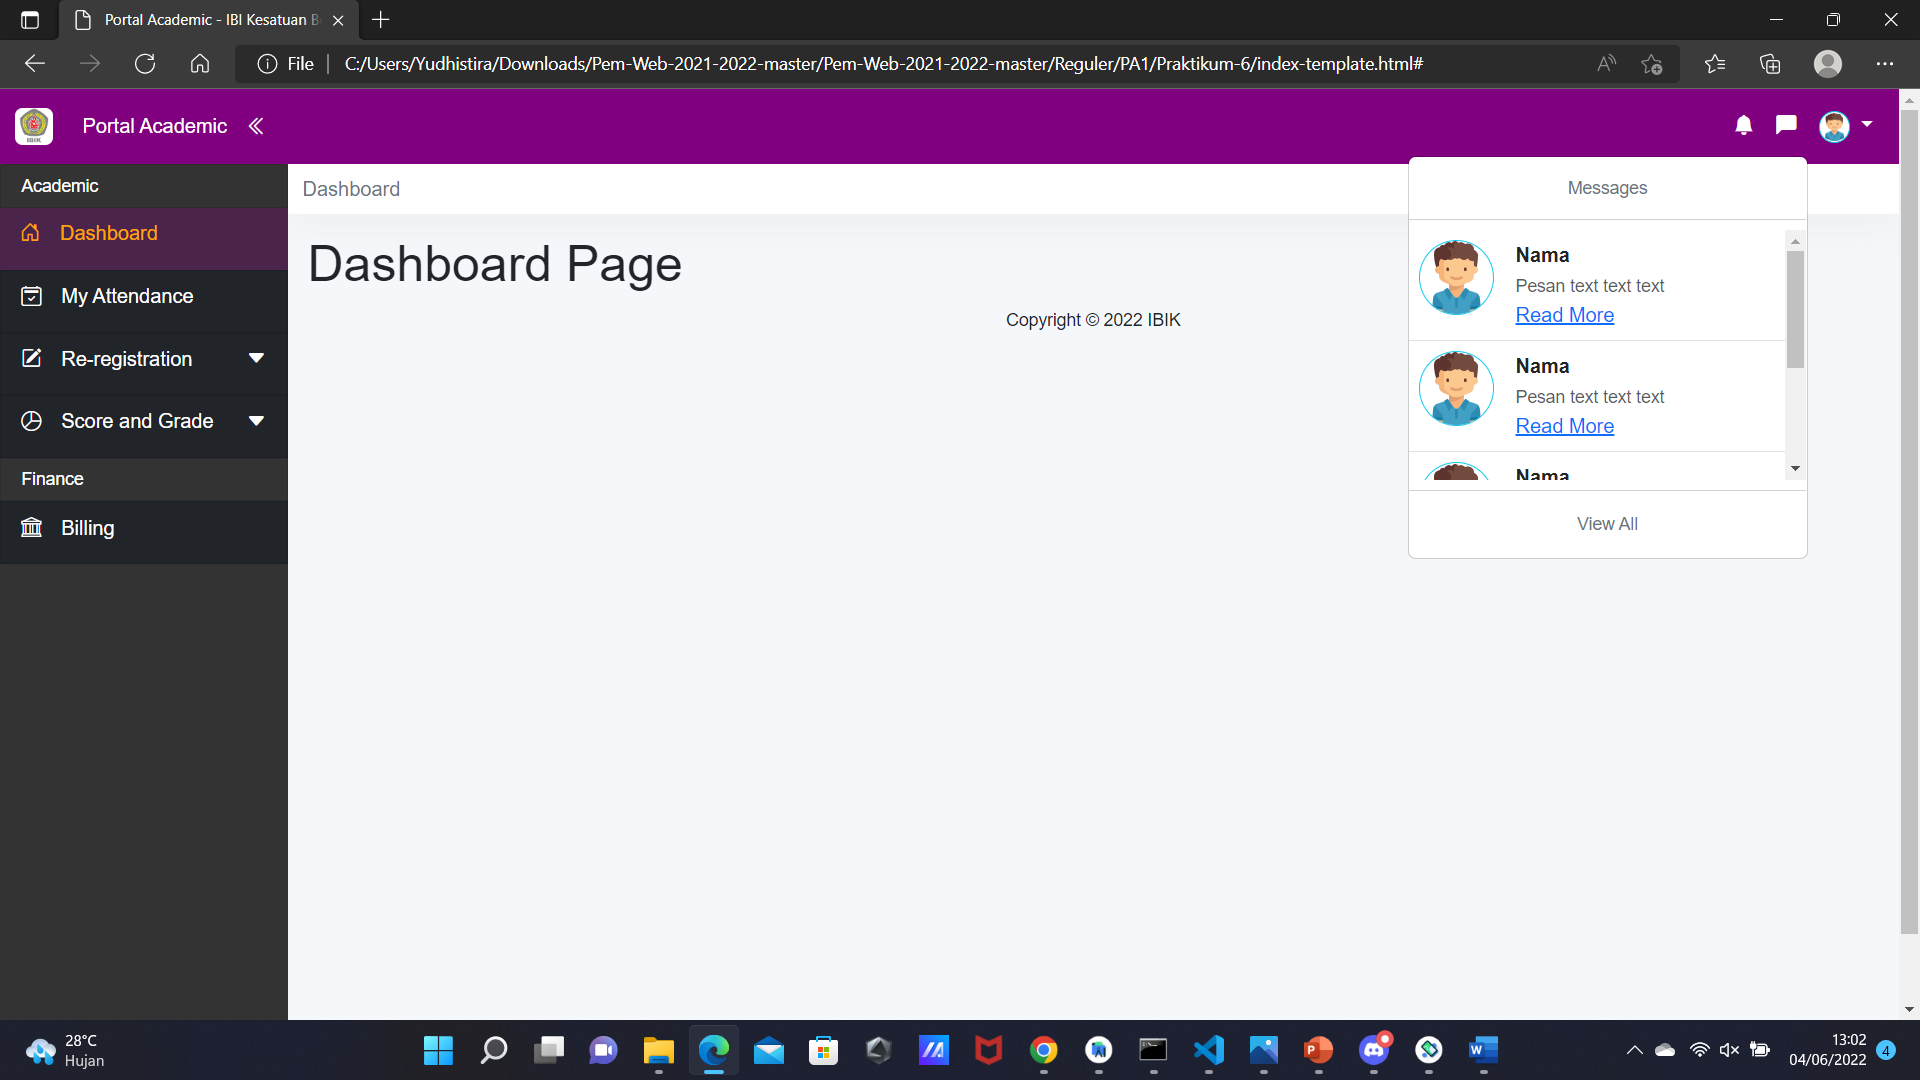 Portal Academic - IBI Kesatuan B
File
C:/Users/Yudhistira/Downloads/Pem-Web-2021-2022-master/Pem-Web-2021-2022-master/Reguler/PA1/Praktikum-6/index-template.html#
IBIK
Portal Academic
Academic
Dashboard
My Attendance
Re-registration
Score and Grade
Finance
Billing
Dashboard
Dashboard Page
Copyright © 2022 IBIK
Messages
Nama
Pesan text text text
Read More
Nama
Pesan text text text
Read More
Nama
View All
28°C
Hujan
13:02
04/06/2022
4